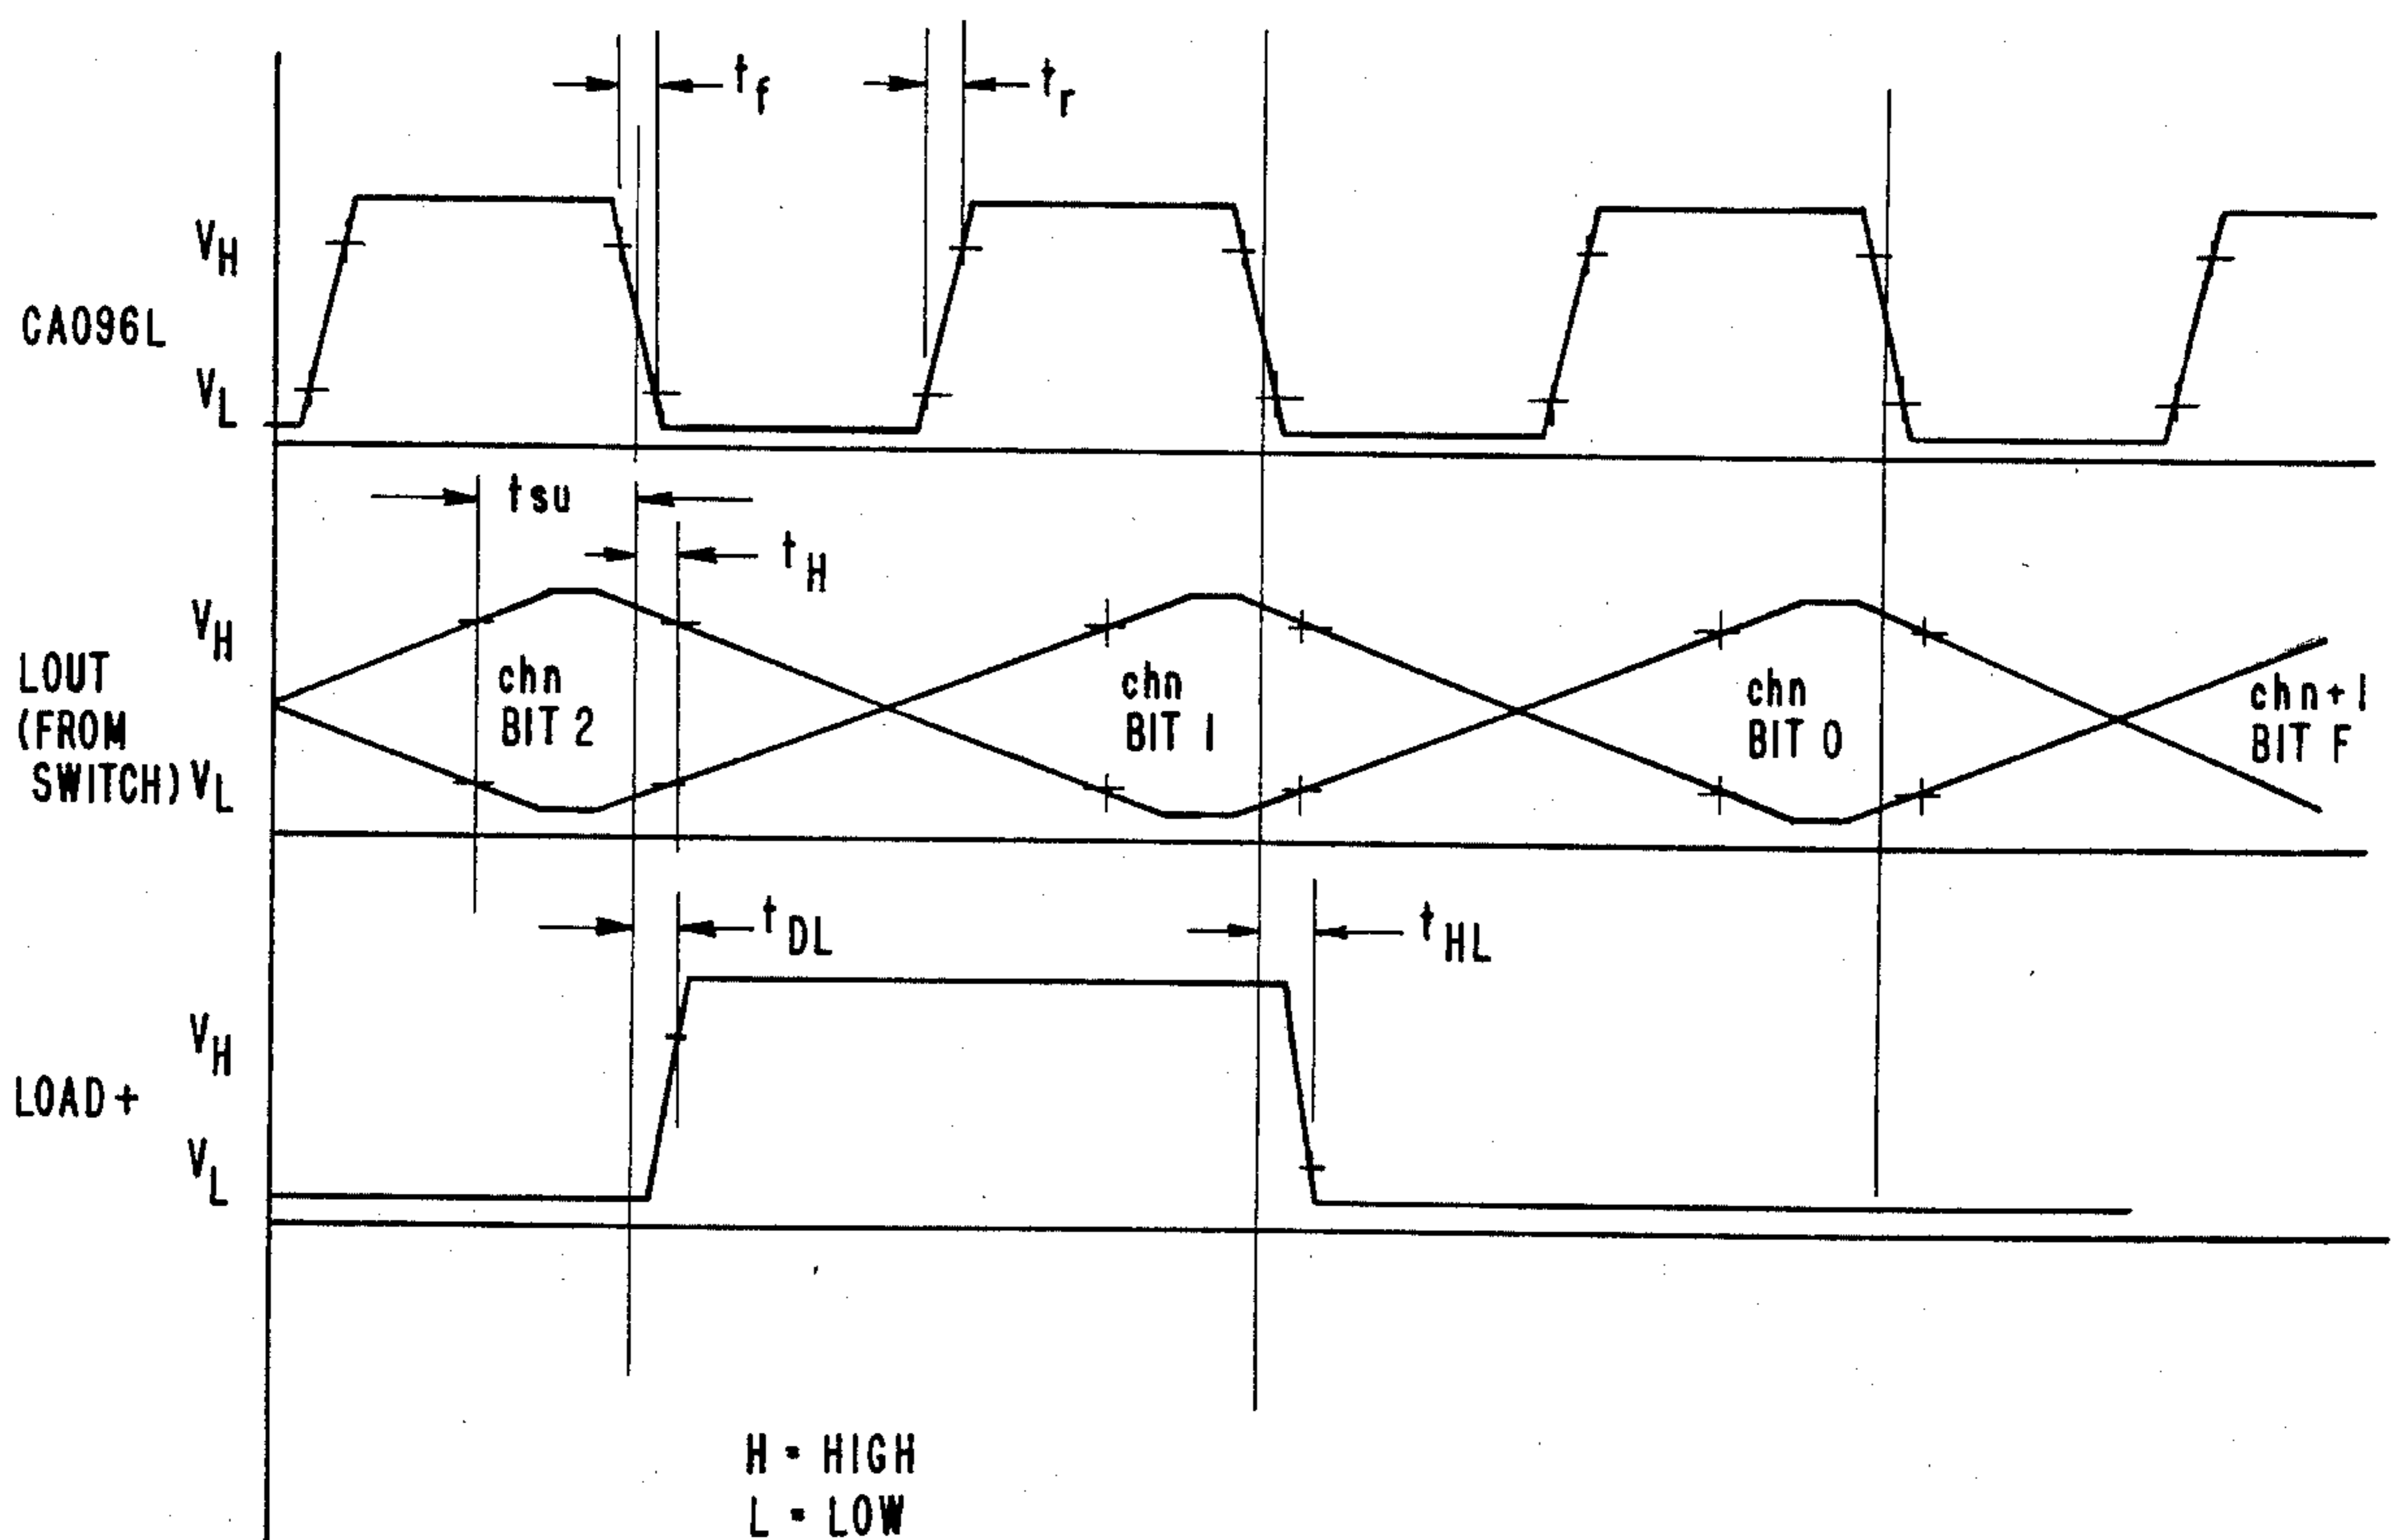 tf
tr
VH
CA096L
VL
tsu
tH
VH
LOUT
(FROM
SWITCH) VL
chn
BIT 2
chn
BIT 1
chn
BIT 0
chn+1
BIT F
tDL
tHL
VH
LOAD+
VL
H = HIGH
L = LOW